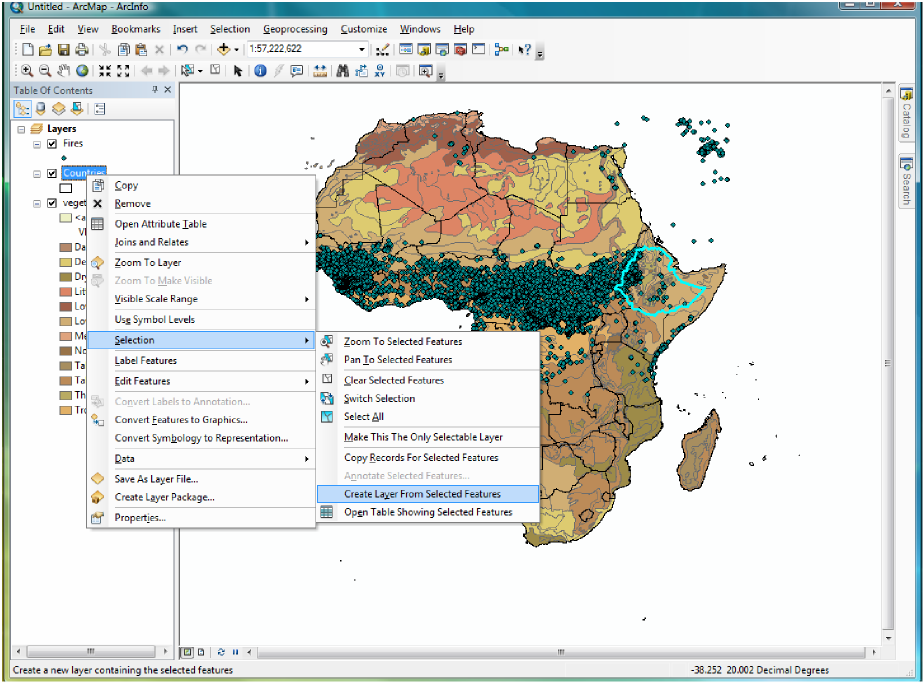 Untitled - ArcMap - ArcInfo
File Edit View Bookmarks Insert Selection Geoprocessing Customize Windows Help
1:57,222,622
Table Of Contents
Layers
Fires
Countries
veget
<a
Da
De
Dr
Lit
Lo
Lo
Me
No
Ta
Ta
Th
Tro
Copy
Remove
Open Attribute Table
Joins and Relates
Zoom To Layer
Zoom To Make Visible
Visible Scale Range
Use Symbol Levels
Selection
Label Features
Edit Features
Convert Labels to Annotation...
Convert Features to Graphics...
Convert Symbology to Representation...
Data
Save As Layer File...
Create Layer Package...
Properties...
Zoom To Selected Features
Pan To Selected Features
Clear Selected Features
Switch Selection
Select All
Make This The Only Selectable Layer
Copy Records For Selected Features
Annotate Selected Features...
Create Layer From Selected Features
Open Table Showing Selected Features
Catalog
Search
Create a new layer containing the selected features
-38.252 20.002 Decimal Degrees